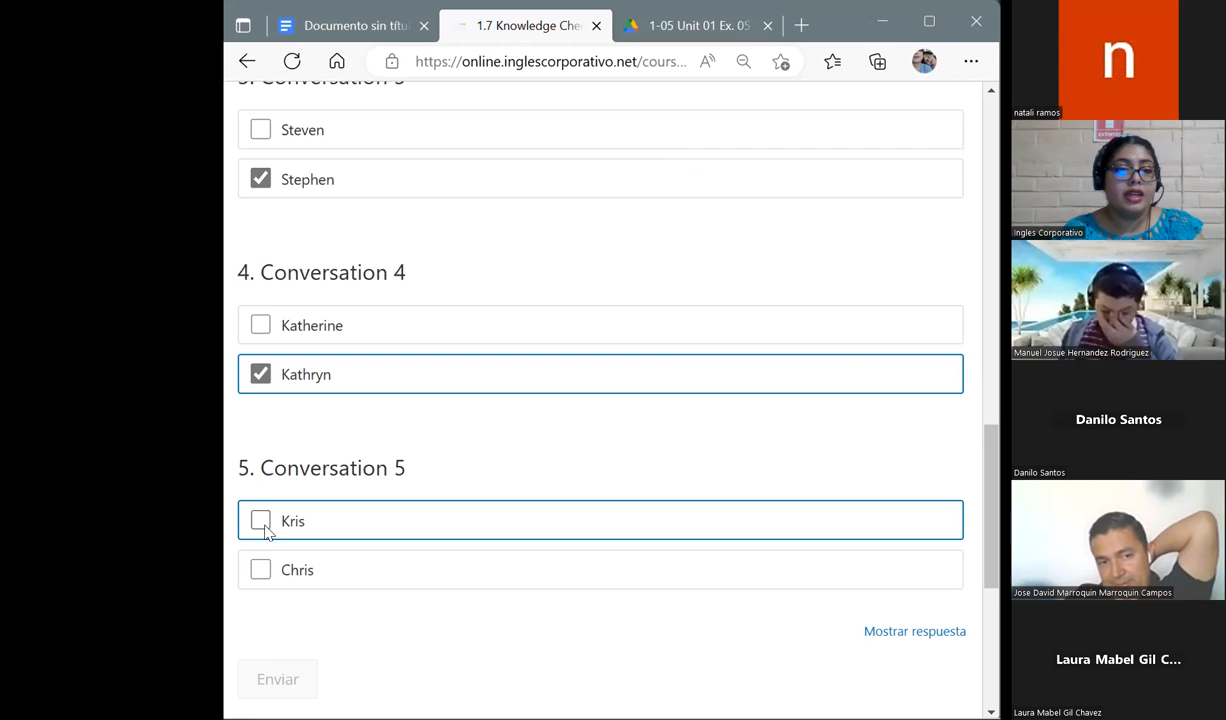 Documento sin títu
1.7 Knowledge Che
1-05 Unit 01 Ex. 05
https://online.inglescorporativo.net/cours...
3. Conversation 3
Steven
Stephen
4. Conversation 4
Katherine
Kathryn
5. Conversation 5
Kris
Chris
Mostrar respuesta
Enviar
n
natali ramos
Ingles Corporativo
Manuel Josue Hernandez Rodriguez
Danilo Santos
Danilo Santos
Jose David Marroquin Marroquin Campos
Laura Mabel Gil C...
Laura Mabel Gil Chavez